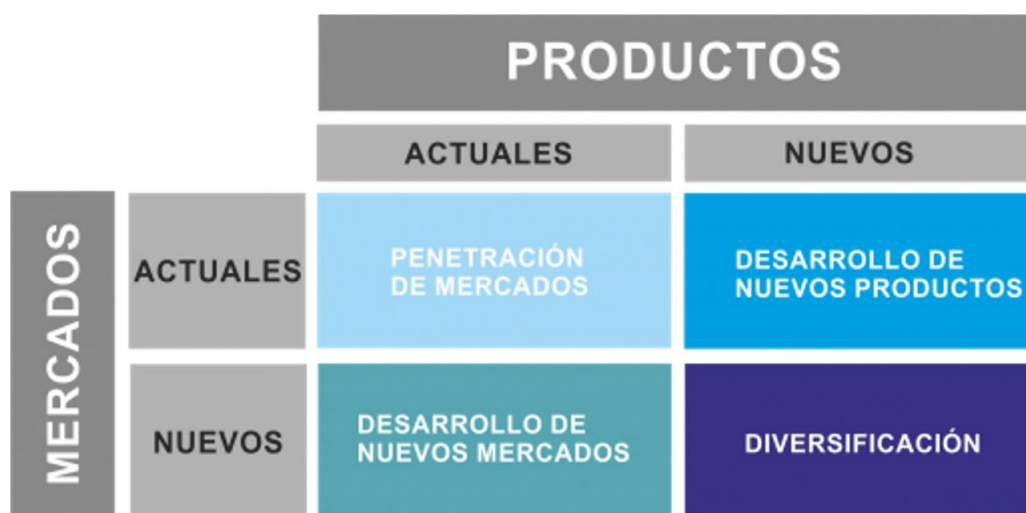 PRODUCTOS
ACTUALES
NUEVOS
MERCADOS
ACTUALES
PENETRACIÓN
DE MERCADOS
DESARROLLO DE
NUEVOS PRODUCTOS
NUEVOS
DESARROLLO DE
NUEVOS MERCADOS
DIVERSIFICACIÓN